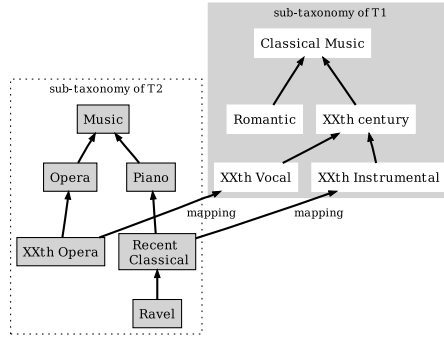 sub-taxonomy of T1
Classical Music
sub-taxonomy of T2
Music
Romantic
XXth century
Opera
Piano
XXth Vocal
XXth Instrumental
mapping
mapping
XXth Opera
Recent
Classical
Ravel